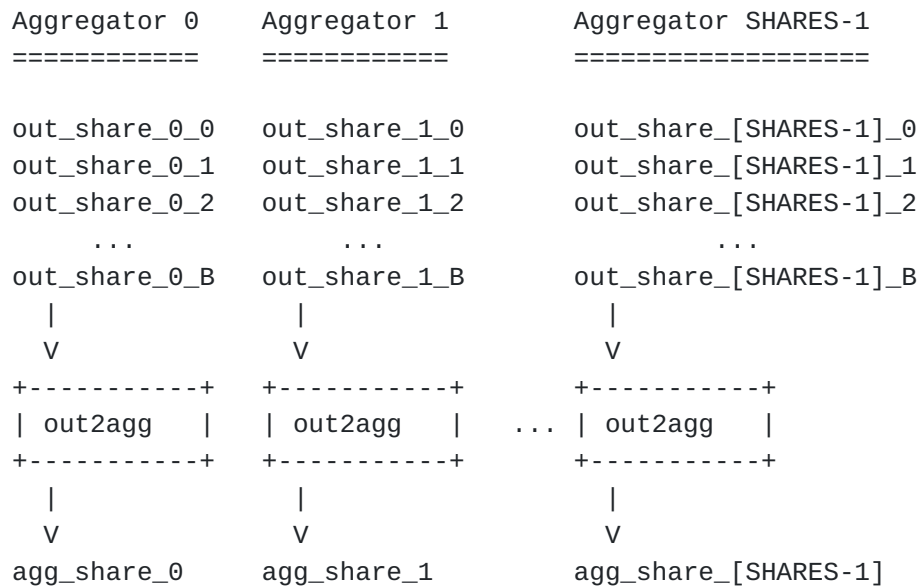 Aggregator 0    Aggregator 1        Aggregator SHARES-1
============    ============        ===================

out_share_0_0   out_share_1_0       out_share_[SHARES-1]_0
out_share_0_1   out_share_1_1       out_share_[SHARES-1]_1
out_share_0_2   out_share_1_2       out_share_[SHARES-1]_2
     ...             ...                     ...
out_share_0_B   out_share_1_B       out_share_[SHARES-1]_B
  |               |                   |
  V               V                   V
+-----------+   +-----------+       +-----------+
| out2agg   |   | out2agg   |   ... | out2agg   |
+-----------+   +-----------+       +-----------+
  |               |                   |
  V               V                   V
agg_share_0     agg_share_1         agg_share_[SHARES-1]